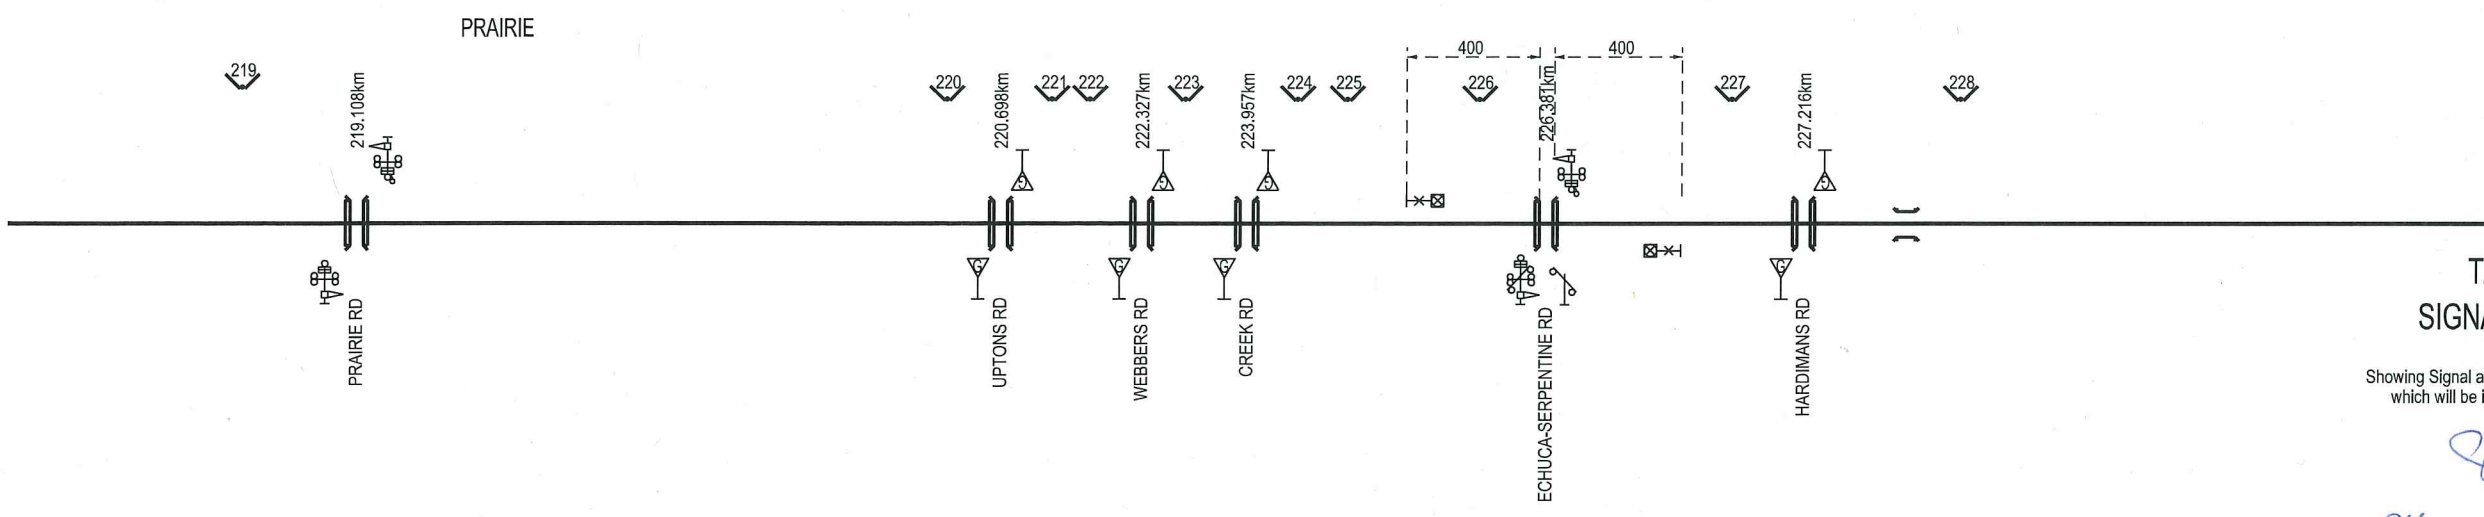 PRAIRIE
219
220
221
222
223
224
225
226
227
228
400
400
219.108km
220.698km
222.327km
223.957km
226.381km
227.216km
G
G
G
G
G
G
G
G
PRAIRIE RD
UPTONS RD
WEBBERS RD
CREEK RD
ECHUCA-SERPENTINE RD
HARDIMANS RD
T
SIGNA
Showing Signal a
which will be i